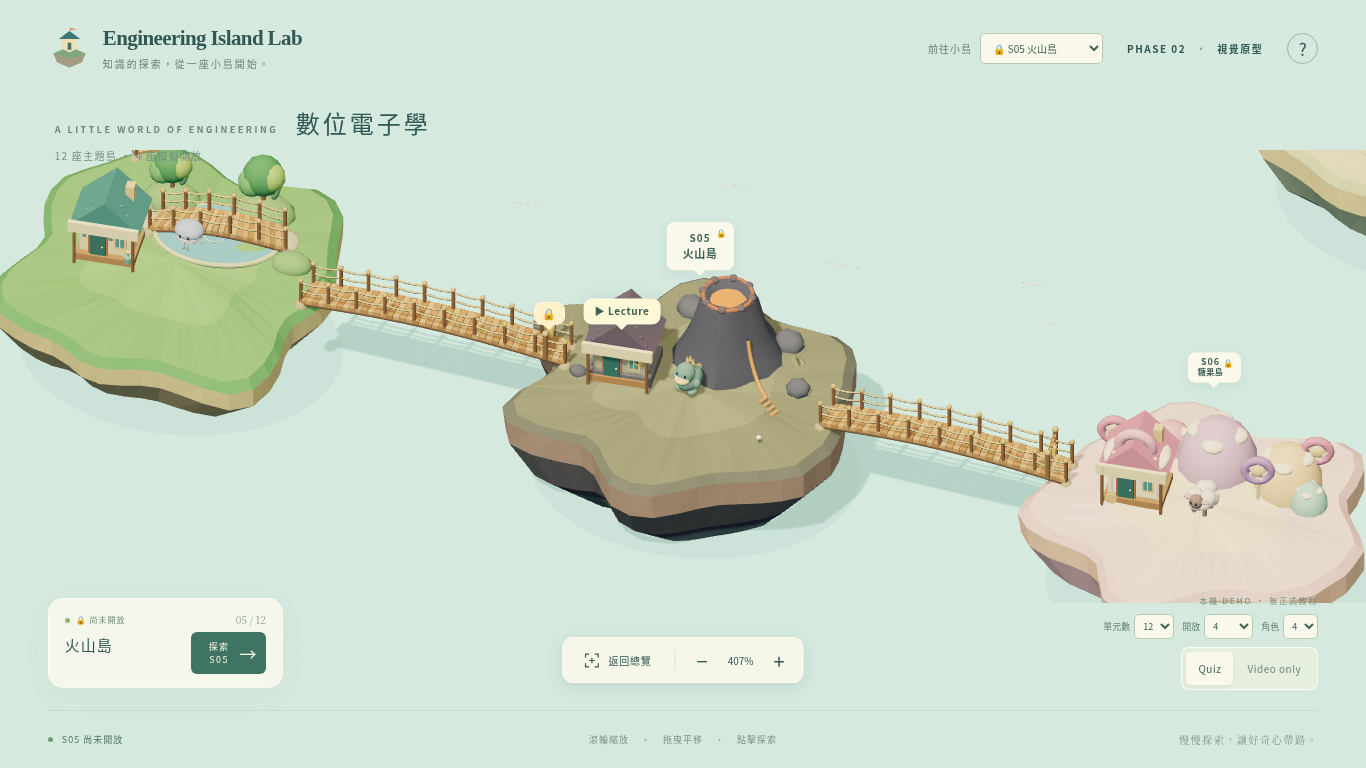 Engineering Island Lab
知識的探索，從一座小島開始。
前往小島
🔒 S05 火山島
PHASE 02 • 視覺原型
?
A LITTLE WORLD OF ENGINEERING
數位電子學
12 座主題島 · 4 座模擬開放
S05 🔒
火山島
🔒
▶ Lecture
S06 🔒
糖果島
🔒 尚未開放
05 / 12
火山島
探索
S05 →
返回總覽
− 407% +
本機 DEMO · 無正式教材
單元數 12 開放 4 角色 4
Quiz
Video only
S05 尚未開放
滾輪縮放 • 拖曳平移 • 點擊探索
慢慢探索，讓好奇心帶路。